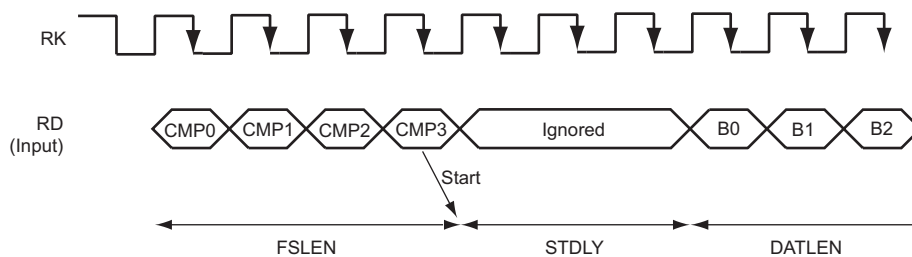 RK
RD
(Input)
CMP0 CMP1 CMP2 CMP3 Ignored B0 B1 B2
Start
FSLEN STDLY DATLEN